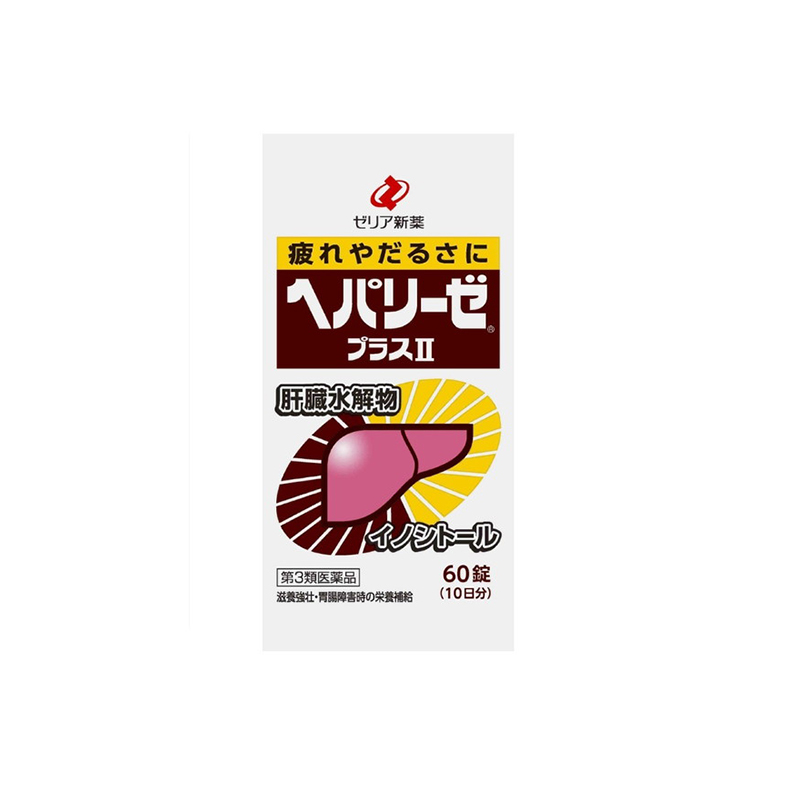 ゼリア新薬
疲れやだるさに
ヘパリーゼ®
プラスⅡ
肝臓水解物
イノシトール
第3類医薬品
60錠
滋養強壮・胃腸障害時の栄養補給
(10日分)